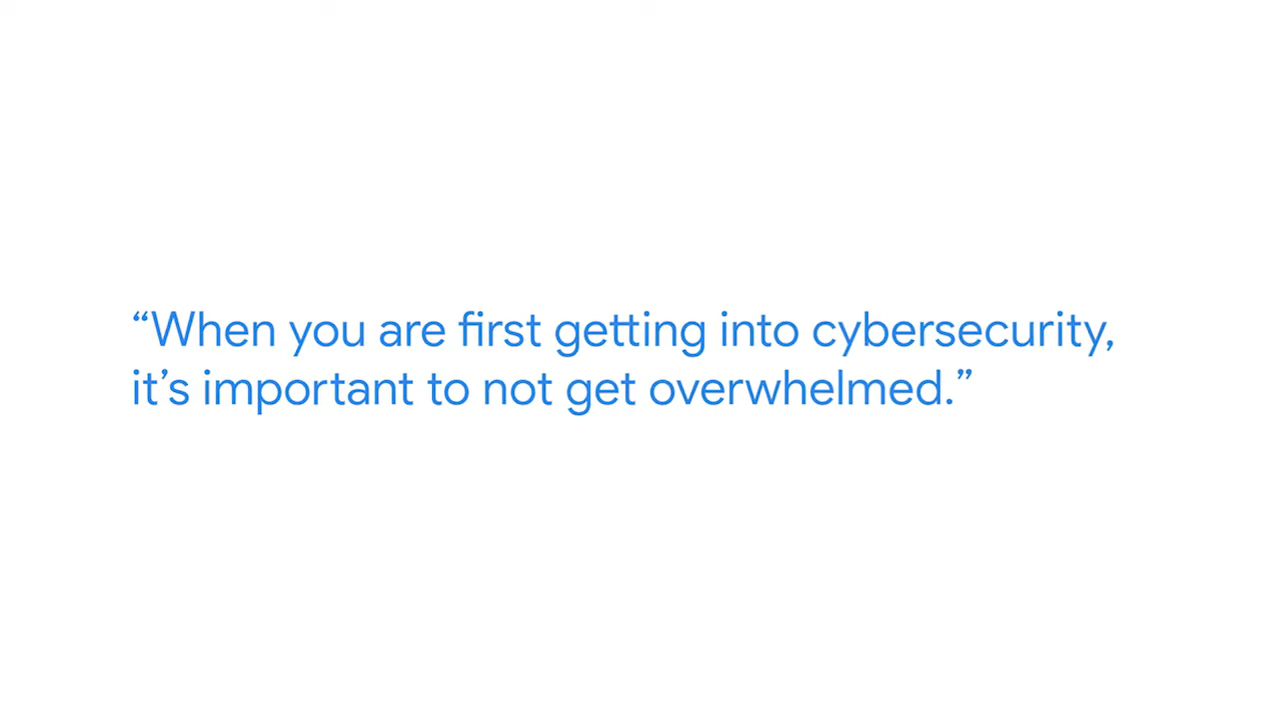 “When you are first getting into cybersecurity,
it’s important to not get overwhelmed.”